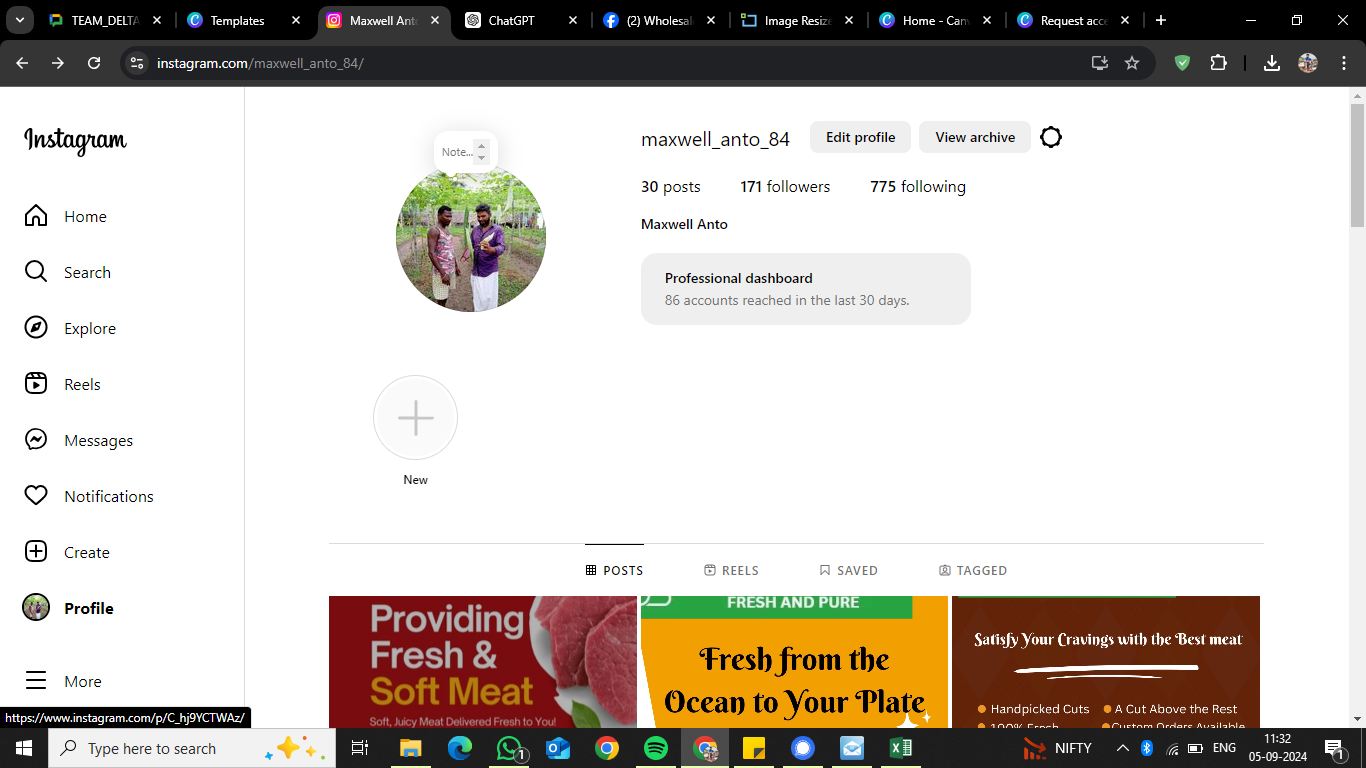 TEAM_DELTA
Templates
Maxwell Anto
ChatGPT
(2) Wholesale
Image Resize
Home - Can
Request acce
instagram.com/maxwell_anto_84/
Instagram
Note...
maxwell_anto_84
Edit profile
View archive
30 posts
171 followers
775 following
Maxwell Anto
Professional dashboard
86 accounts reached in the last 30 days.
Home
Search
Explore
Reels
Messages
Notifications
Create
Profile
More
New
POSTS
REELS
SAVED
TAGGED
Providing
Fresh &
Soft Meat
Soft, Juicy Meat Delivered Fresh to You!
FRESH AND PURE
Fresh from the
Ocean to Your Plate
Satisfy Your Cravings with the Best meat
Handpicked Cuts
A Cut Above the Rest
100% Fresh
Custom Orders Available
https://www.instagram.com/p/C_hj9YCTWAz/
Type here to search
1
NIFTY
ENG
11:32
05-09-2024
1